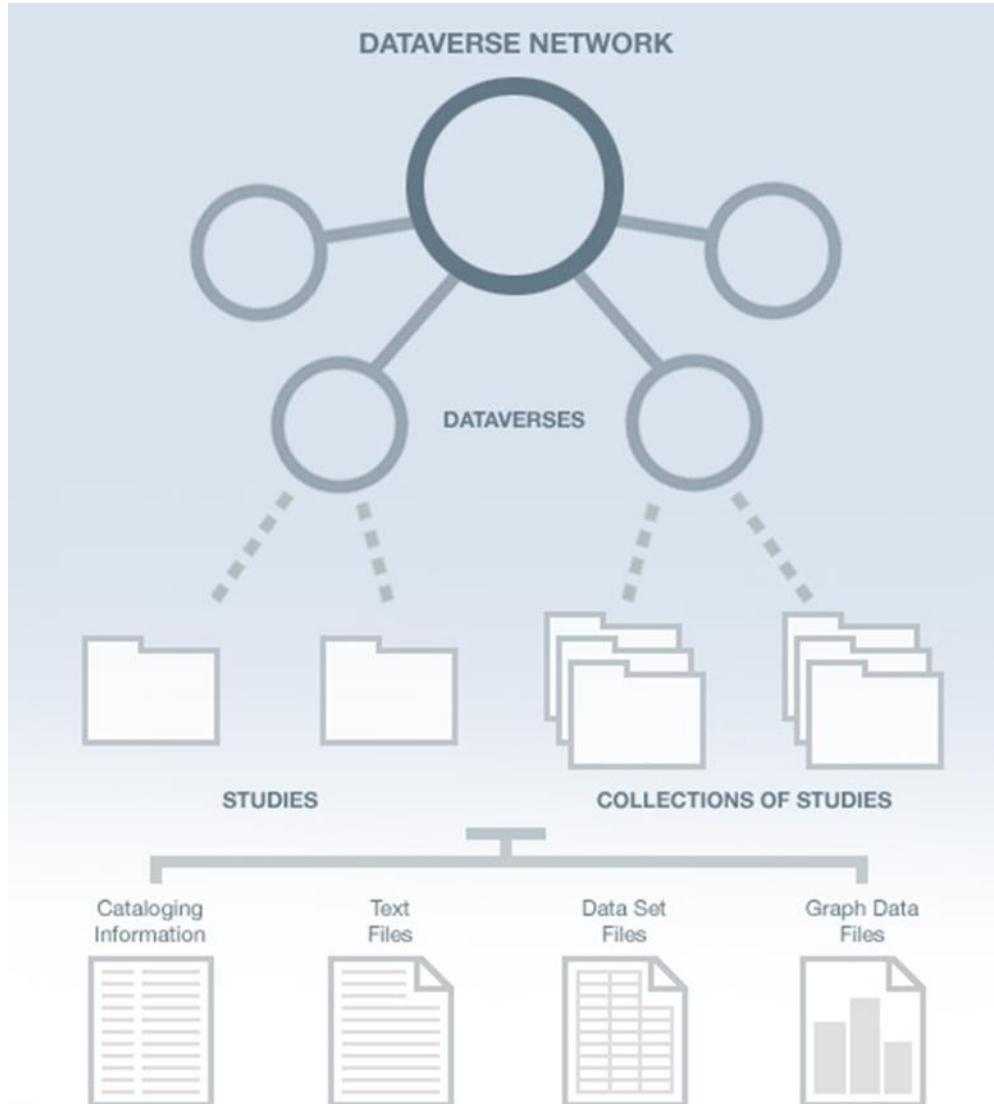 DATAVERSE NETWORK
DATAVERSES
STUDIES
COLLECTIONS OF STUDIES
Cataloging
Information
Text
Files
Data Set
Files
Graph Data
Files